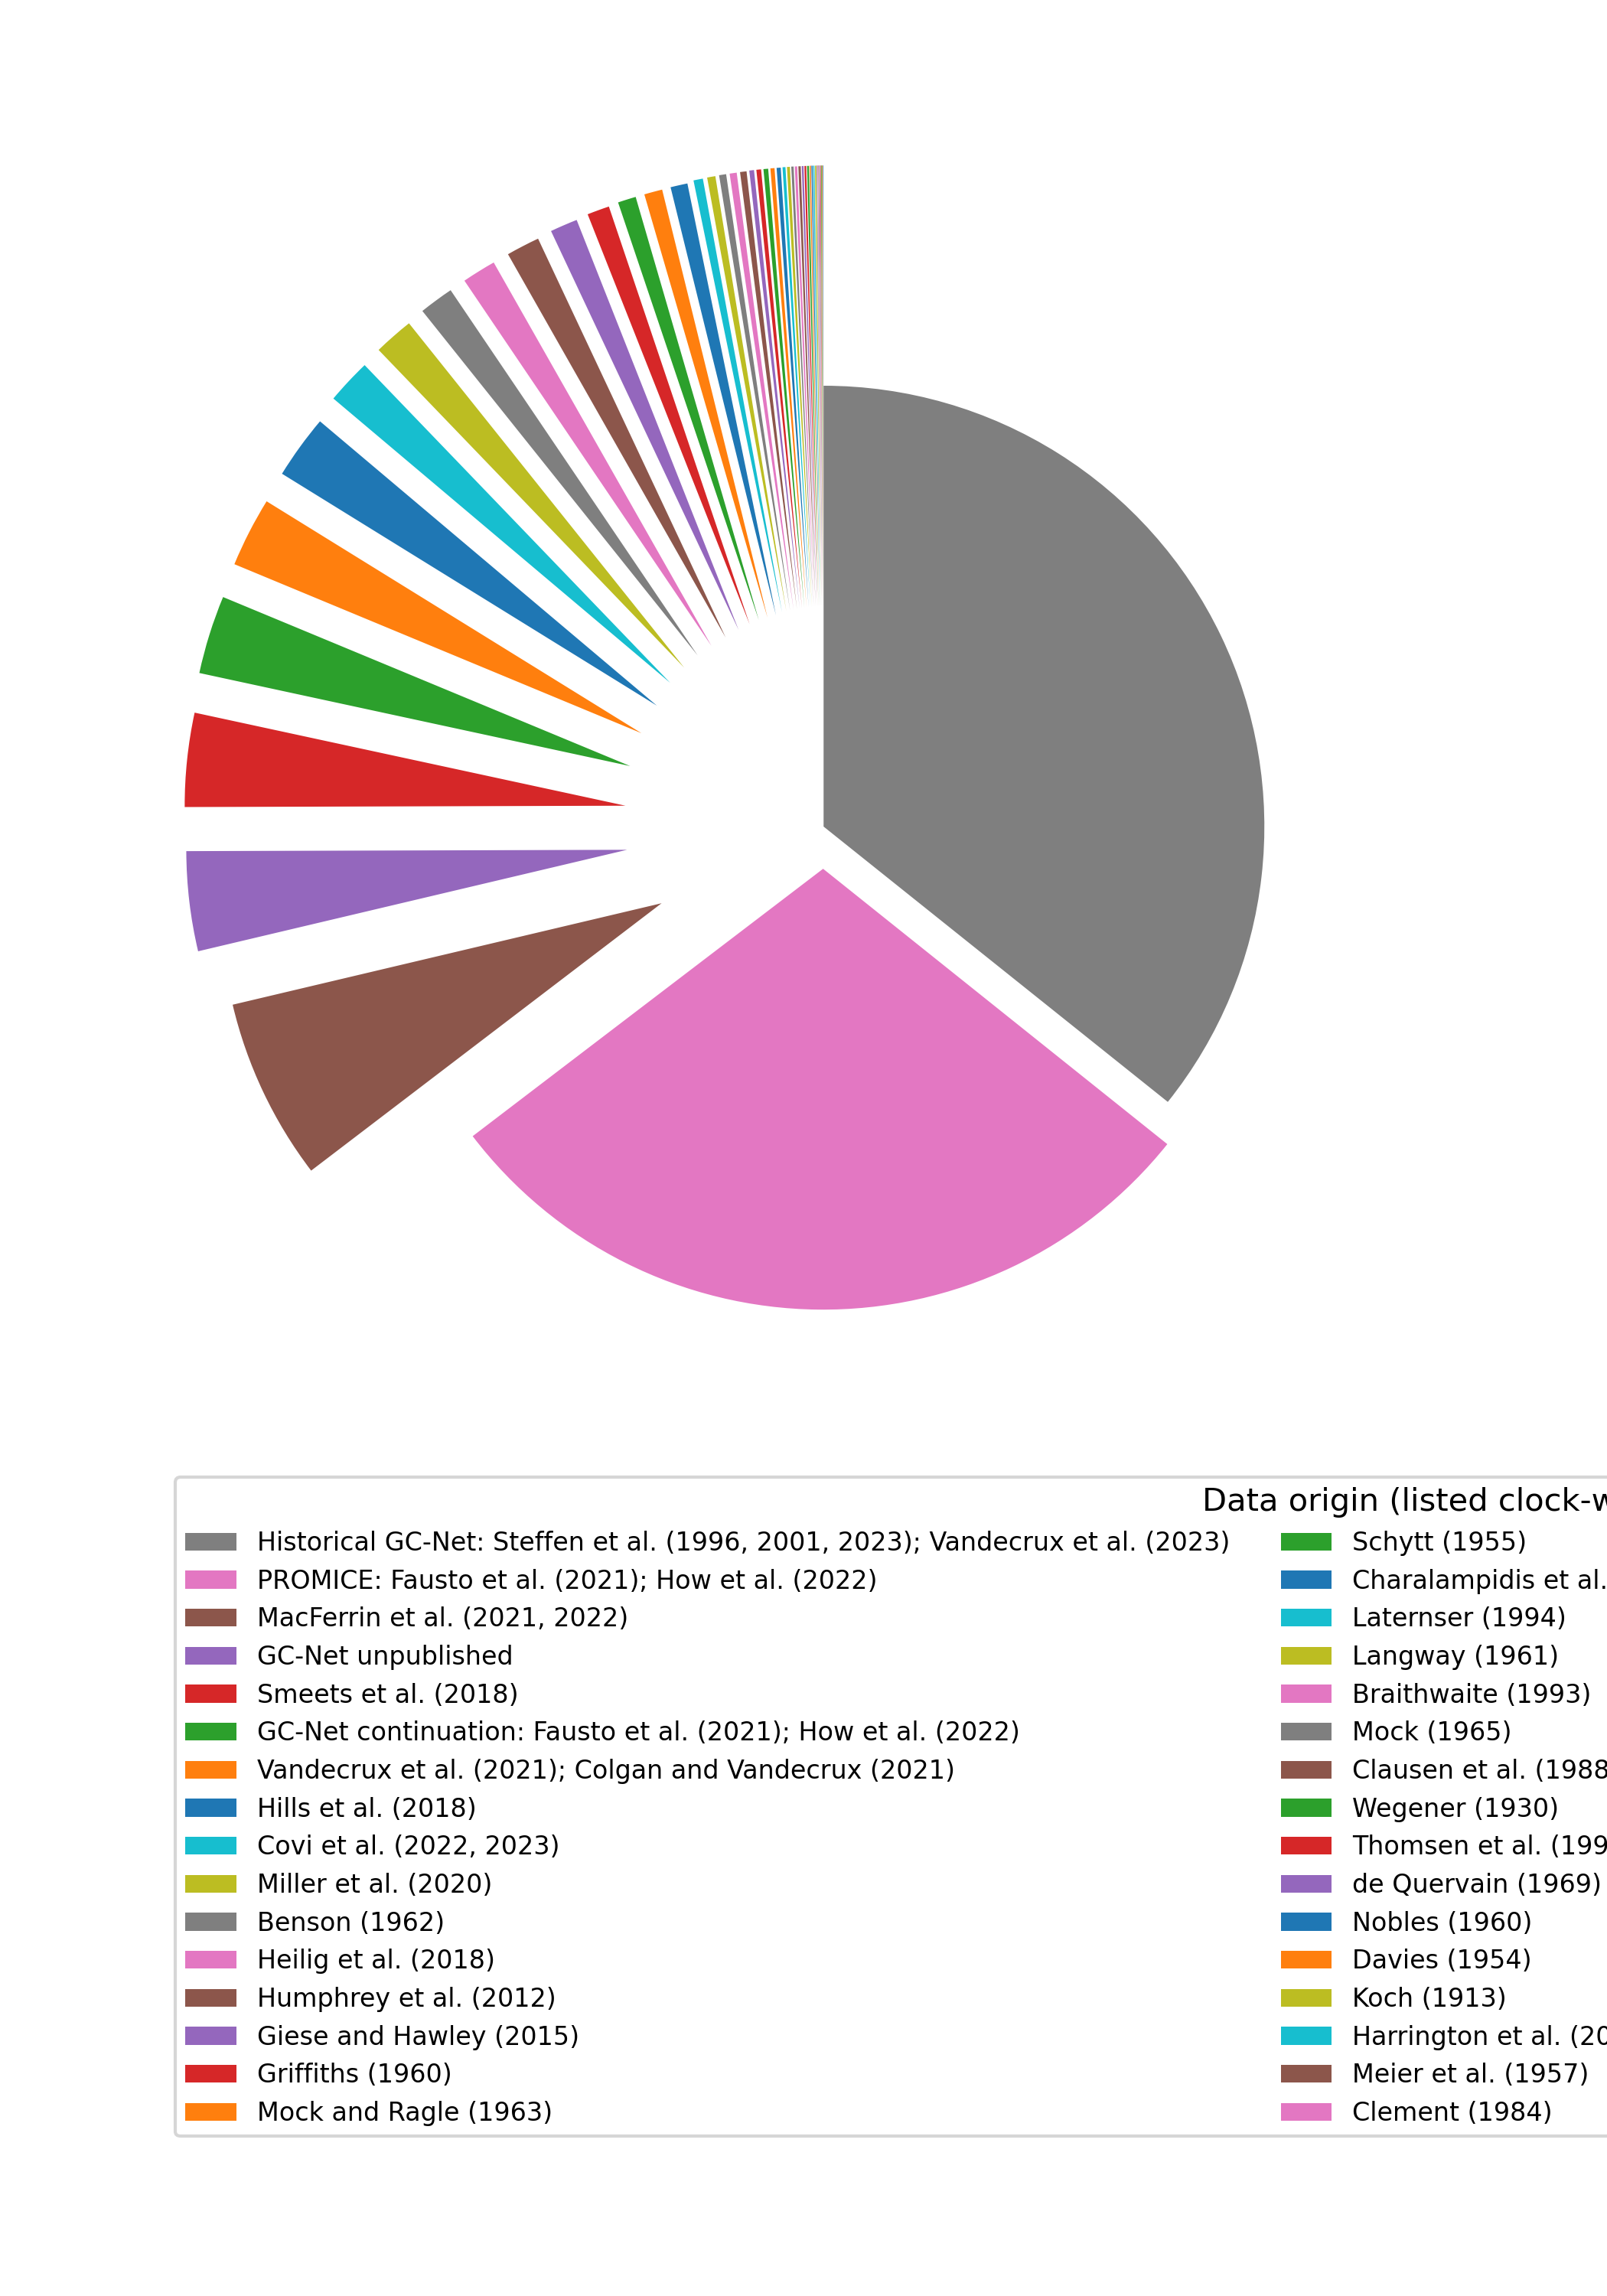 Data origin (listed clock-w
Historical GC-Net: Steffen et al. (1996, 2001, 2023); Vandecrux et al. (2023)
PROMICE: Fausto et al. (2021); How et al. (2022)
MacFerrin et al. (2021, 2022)
GC-Net unpublished
Smeets et al. (2018)
GC-Net continuation: Fausto et al. (2021); How et al. (2022)
Vandecrux et al. (2021); Colgan and Vandecrux (2021)
Hills et al. (2018)
Covi et al. (2022, 2023)
Miller et al. (2020)
Benson (1962)
Heilig et al. (2018)
Humphrey et al. (2012)
Giese and Hawley (2015)
Griffiths (1960)
Mock and Ragle (1963)
Schytt (1955)
Charalampidis et al.
Laternser (1994)
Langway (1961)
Braithwaite (1993)
Mock (1965)
Clausen et al. (1988
Wegener (1930)
Thomsen et al. (199
de Quervain (1969)
Nobles (1960)
Davies (1954)
Koch (1913)
Harrington et al. (20
Meier et al. (1957)
Clement (1984)